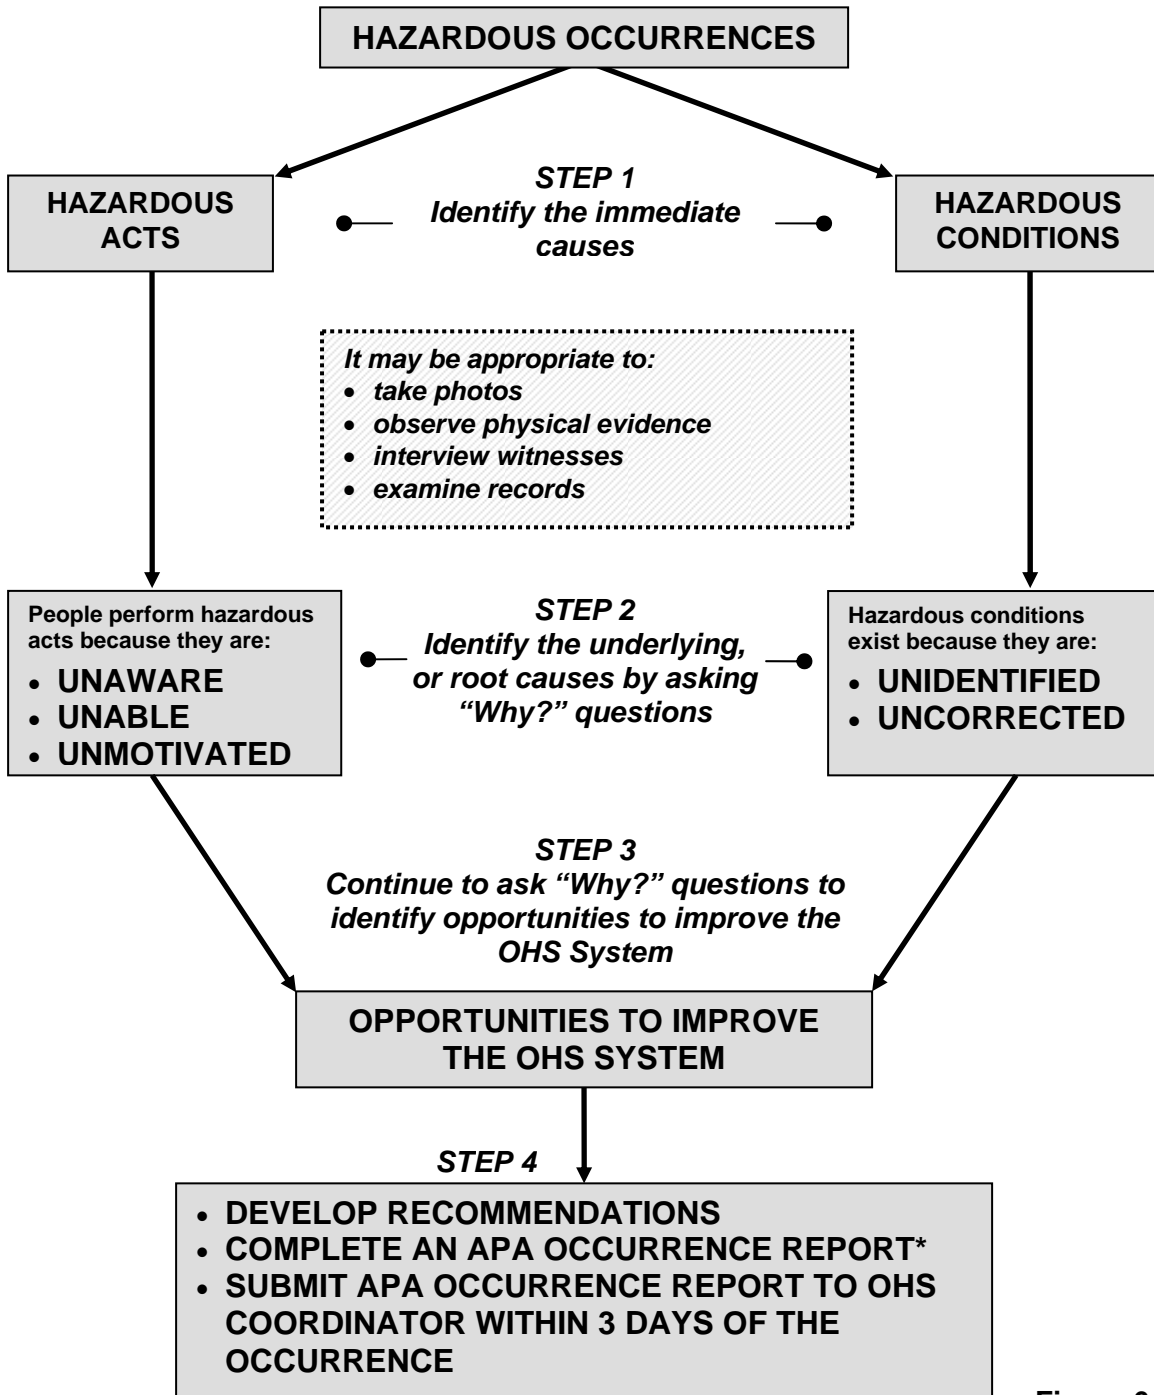 HAZARDOUS OCCURRENCES
HAZARDOUS
ACTS
STEP 1
Identify the immediate
causes
HAZARDOUS
CONDITIONS
It may be appropriate to:
• take photos
• observe physical evidence
• interview witnesses
• examine records
People perform hazardous
acts because they are:
• UNAWARE
• UNABLE
• UNMOTIVATED
STEP 2
Identify the underlying,
or root causes by asking
“Why?” questions
Hazardous conditions
exist because they are:
• UNIDENTIFIED
• UNCORRECTED
STEP 3
Continue to ask “Why?” questions to
identify opportunities to improve the
OHS System
OPPORTUNITIES TO IMPROVE
THE OHS SYSTEM
STEP 4
• DEVELOP RECOMMENDATIONS
• COMPLETE AN APA OCCURRENCE REPORT*
• SUBMIT APA OCCURRENCE REPORT TO OHS
COORDINATOR WITHIN 3 DAYS OF THE
OCCURRENCE